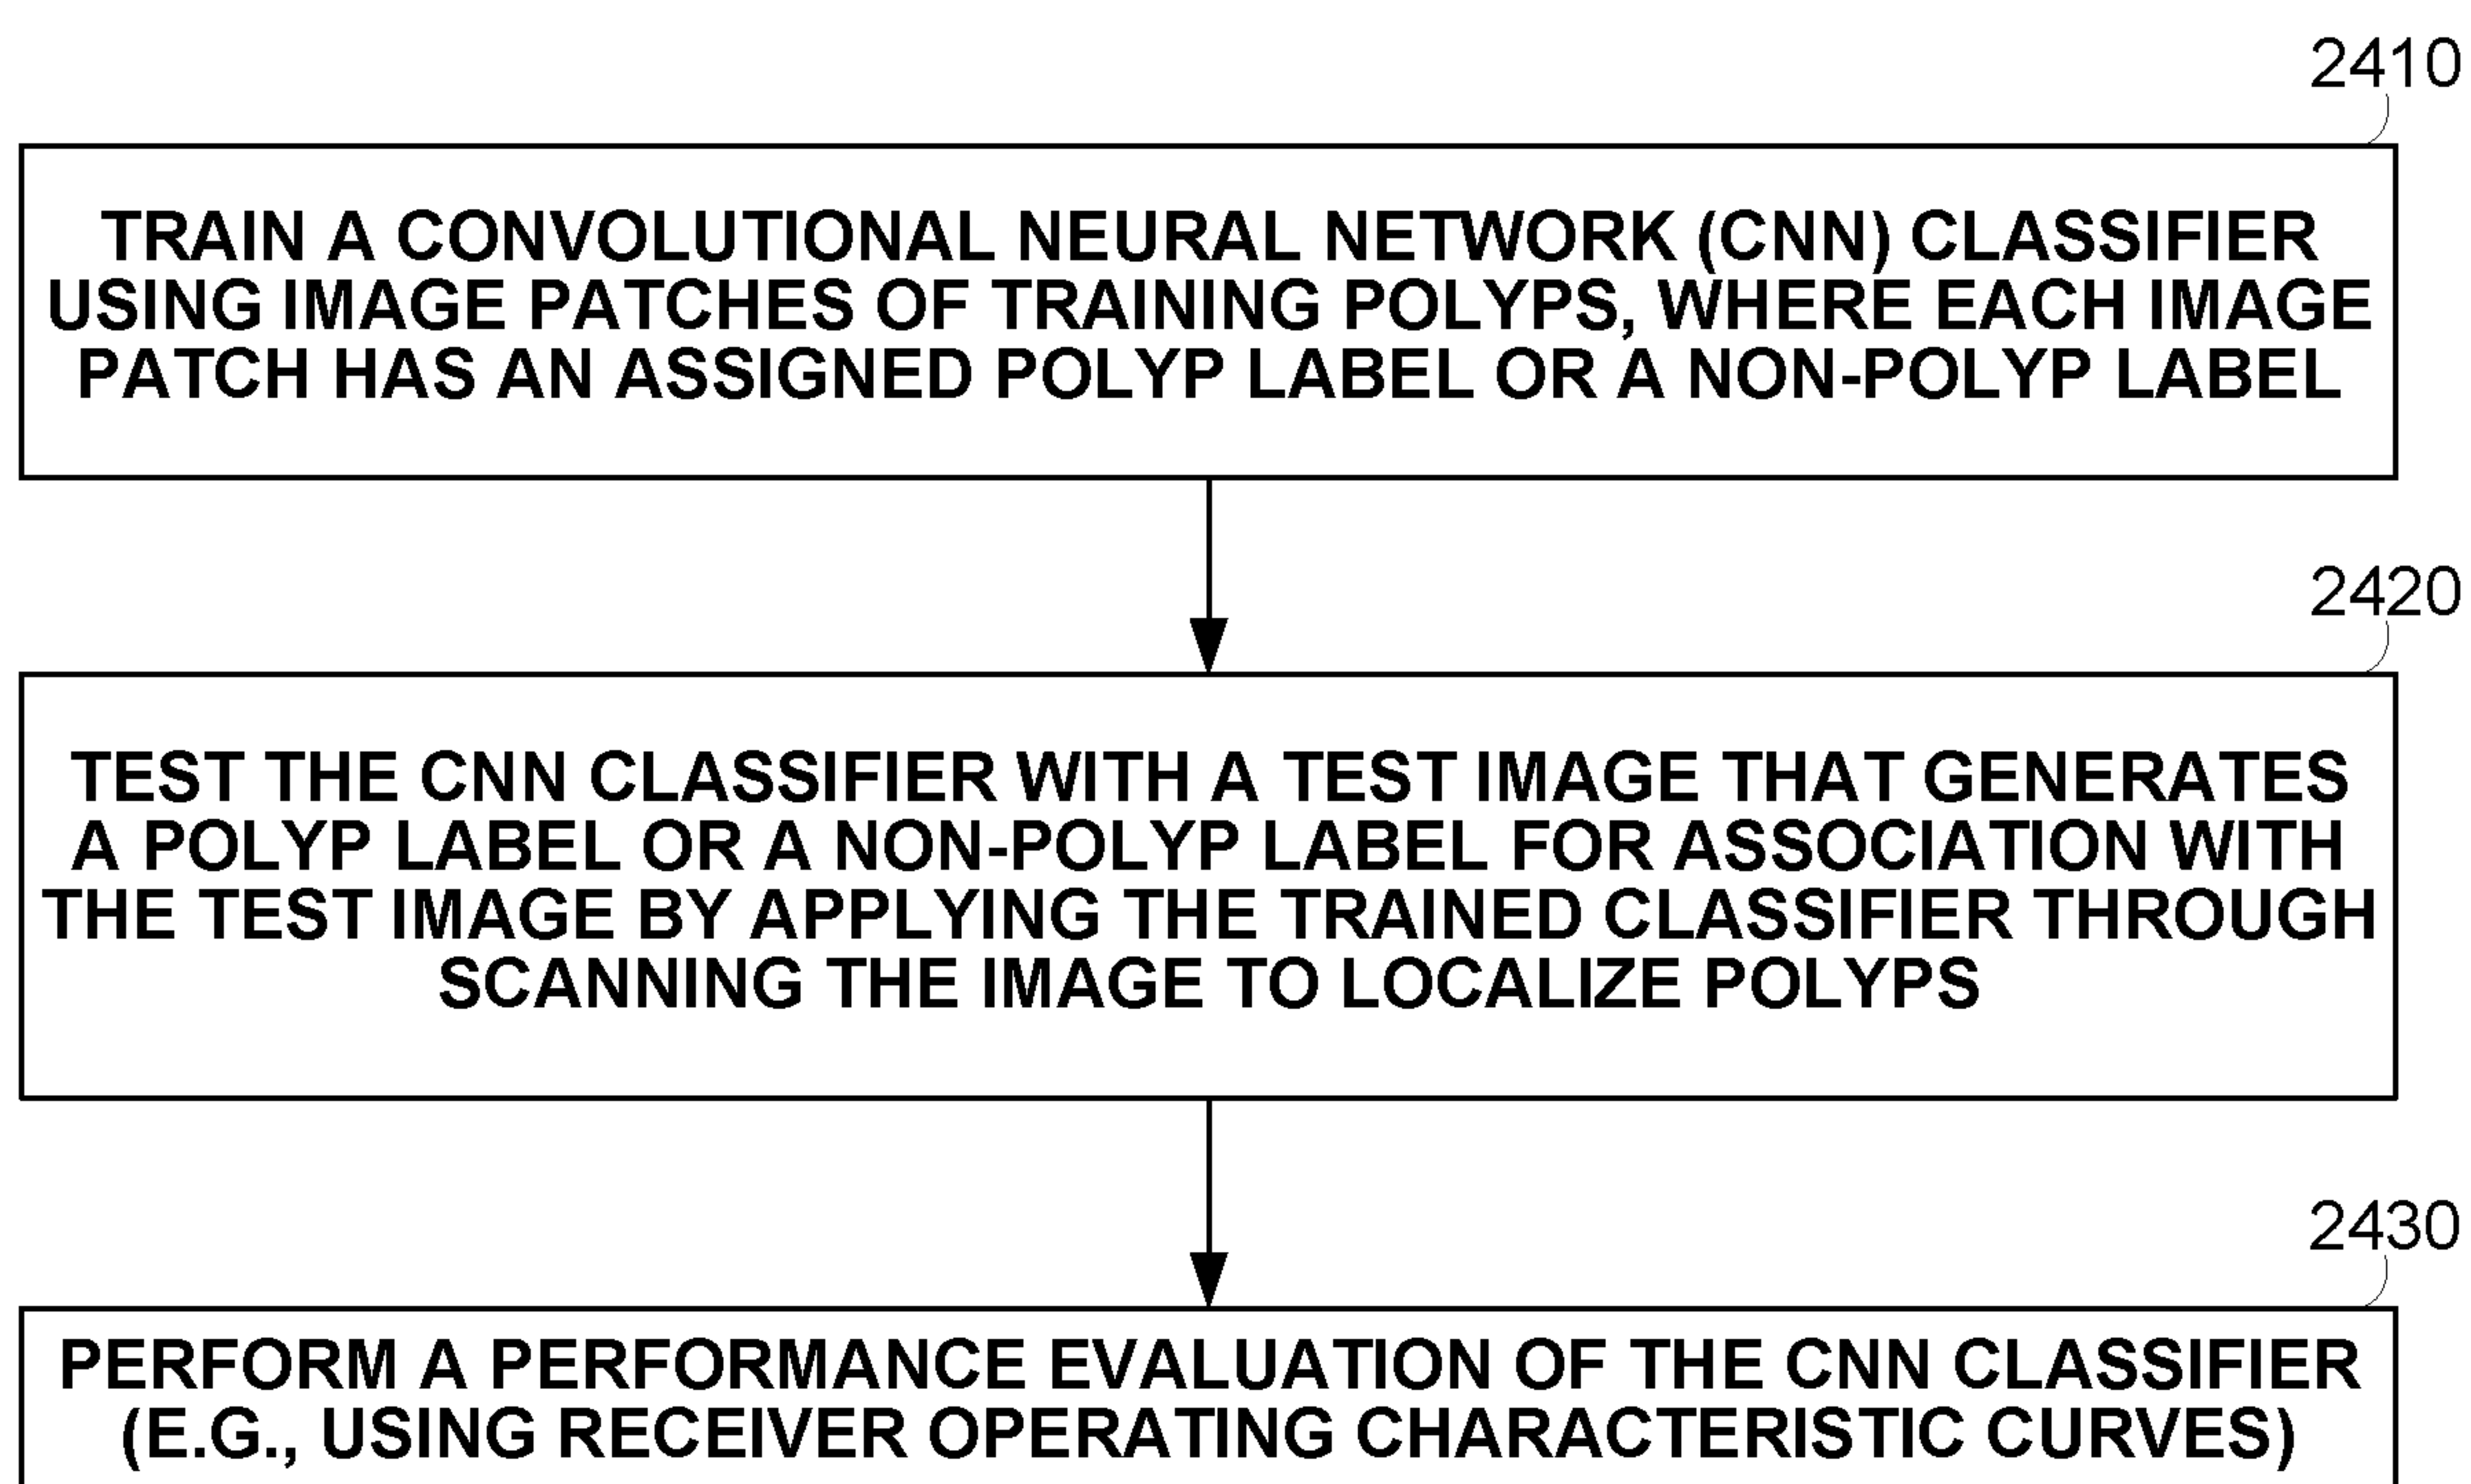 2410
TRAIN A CONVOLUTIONAL NEURAL NETWORK (CNN) CLASSIFIER
USING IMAGE PATCHES OF TRAINING POLYPS, WHERE EACH IMAGE
PATCH HAS AN ASSIGNED POLYP LABEL OR A NON-POLYP LABEL
2420
TEST THE CNN CLASSIFIER WITH A TEST IMAGE THAT GENERATES
A POLYP LABEL OR A NON-POLYP LABEL FOR ASSOCIATION WITH
THE TEST IMAGE BY APPLYING THE TRAINED CLASSIFIER THROUGH
SCANNING THE IMAGE TO LOCALIZE POLYPS
2430
PERFORM A PERFORMANCE EVALUATION OF THE CNN CLASSIFIER
(E.G., USING RECEIVER OPERATING CHARACTERISTIC CURVES)